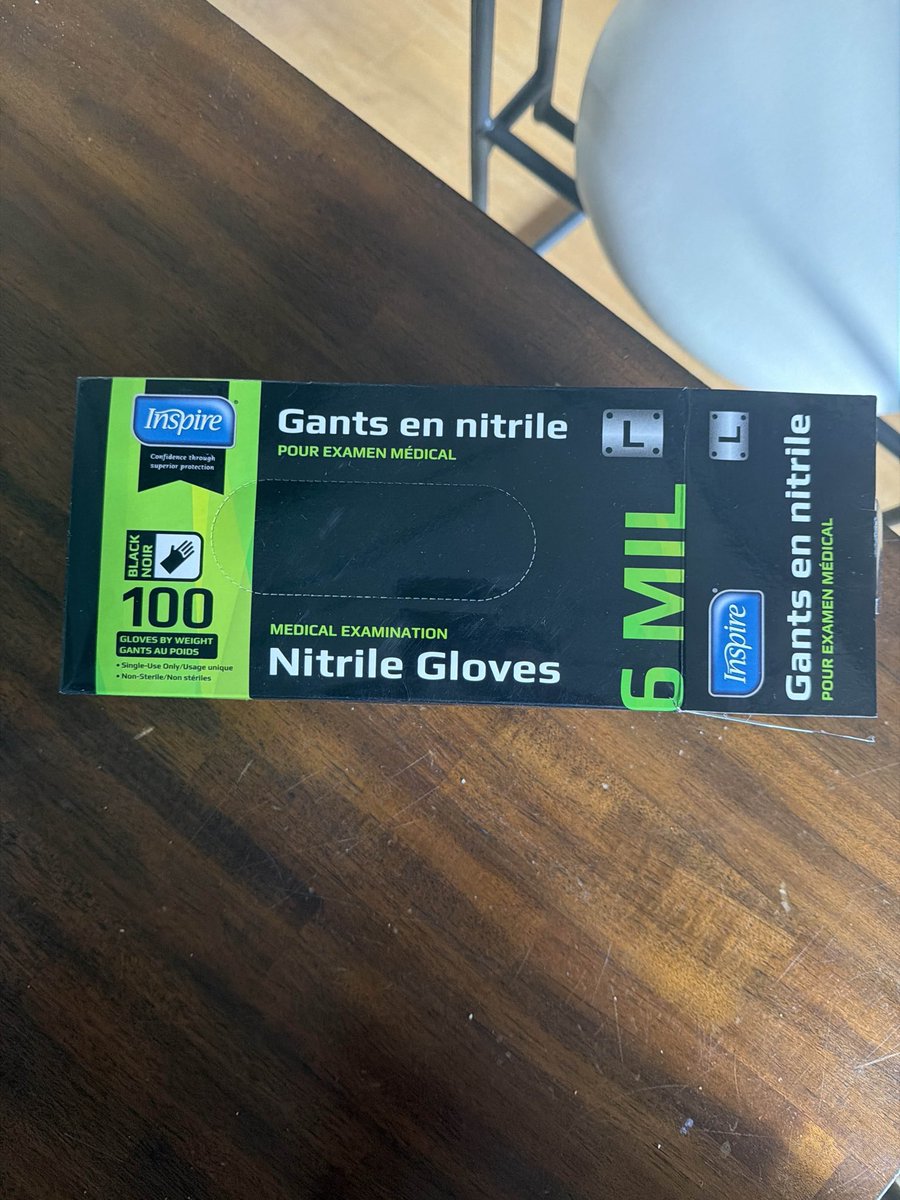 Inspire
Confidence through
superior protection
BLACK
NOIR
100
GLOVES BY WEIGHT
GANTS AU POIDS
• Single-Use Only/Usage unique
• Non-Sterile/Non stériles
Gants en nitrile
POUR EXAMEN MÉDICAL
L
MEDICAL EXAMINATION
Nitrile Gloves
6 MIL
L
Inspire
Gants en nitrile
POUR EXAMEN MÉDICAL